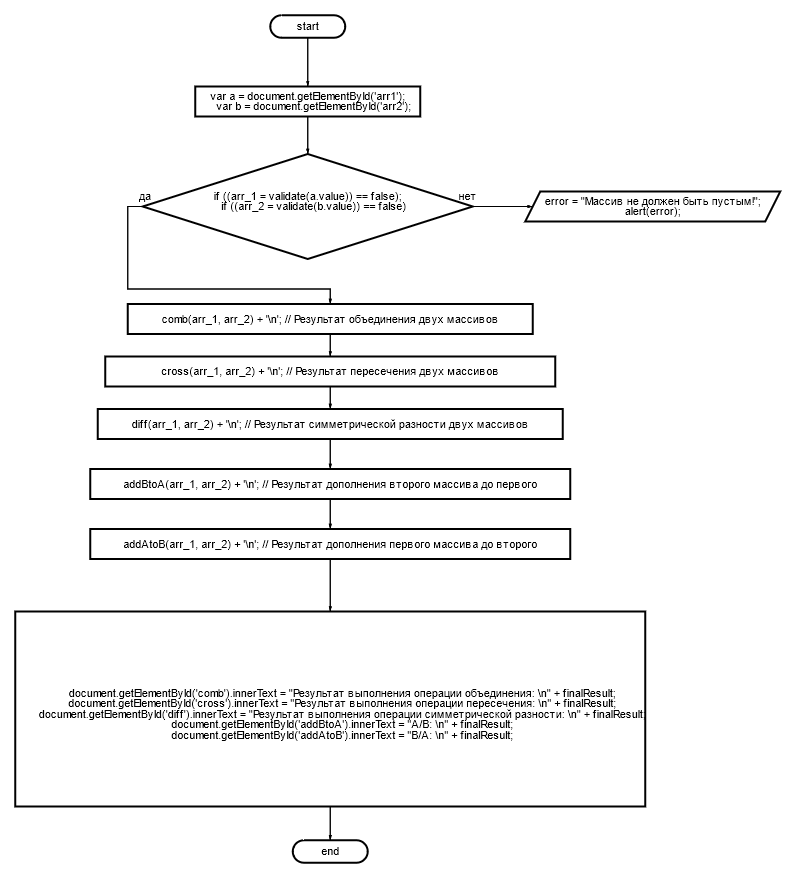 start
var a = document.getElementById('arr1');
var b = document.getElementById('arr2');
да
нет
if ((arr_1 = validate(a.value)) == false);
if ((arr_2 = validate(b.value)) == false)
error = "Массив не должен быть пустым!";
alert(error);
comb(arr_1, arr_2) + '\n'; // Результат объединения двух массивов
cross(arr_1, arr_2) + '\n'; // Результат пересечения двух массивов
diff(arr_1, arr_2) + '\n'; // Результат симметрической разности двух массивов
addBtoA(arr_1, arr_2) + '\n'; // Результат дополнения второго массива до первого
addAtoB(arr_1, arr_2) + '\n'; // Результат дополнения первого массива до второго
document.getElementById('comb').innerText = "Результат выполнения операции объединения: \n" + finalResult;
document.getElementById('cross').innerText = "Результат выполнения операции пересечения: \n" + finalResult;
document.getElementById('diff').innerText = "Результат выполнения операции симметрической разности: \n" + finalResult;
document.getElementById('addBtoA').innerText = "A/B: \n" + finalResult;
document.getElementById('addAtoB').innerText = "B/A: \n" + finalResult;
end